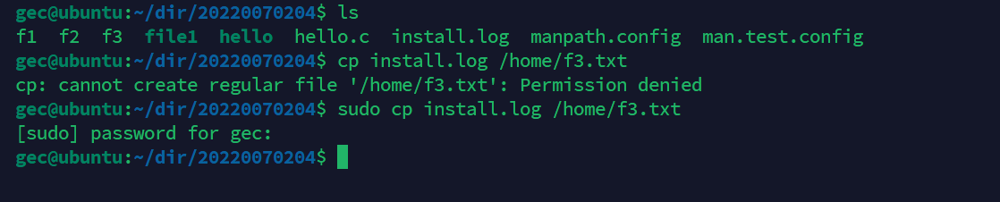 gec@ubuntu:~/dir/20220070204$ ls
f1  f2  f3  file1  hello  hello.c  install.log  manpath.config  man.test.config
gec@ubuntu:~/dir/20220070204$ cp install.log /home/f3.txt
cp: cannot create regular file '/home/f3.txt': Permission denied
gec@ubuntu:~/dir/20220070204$ sudo cp install.log /home/f3.txt
[sudo] password for gec:
gec@ubuntu:~/dir/20220070204$